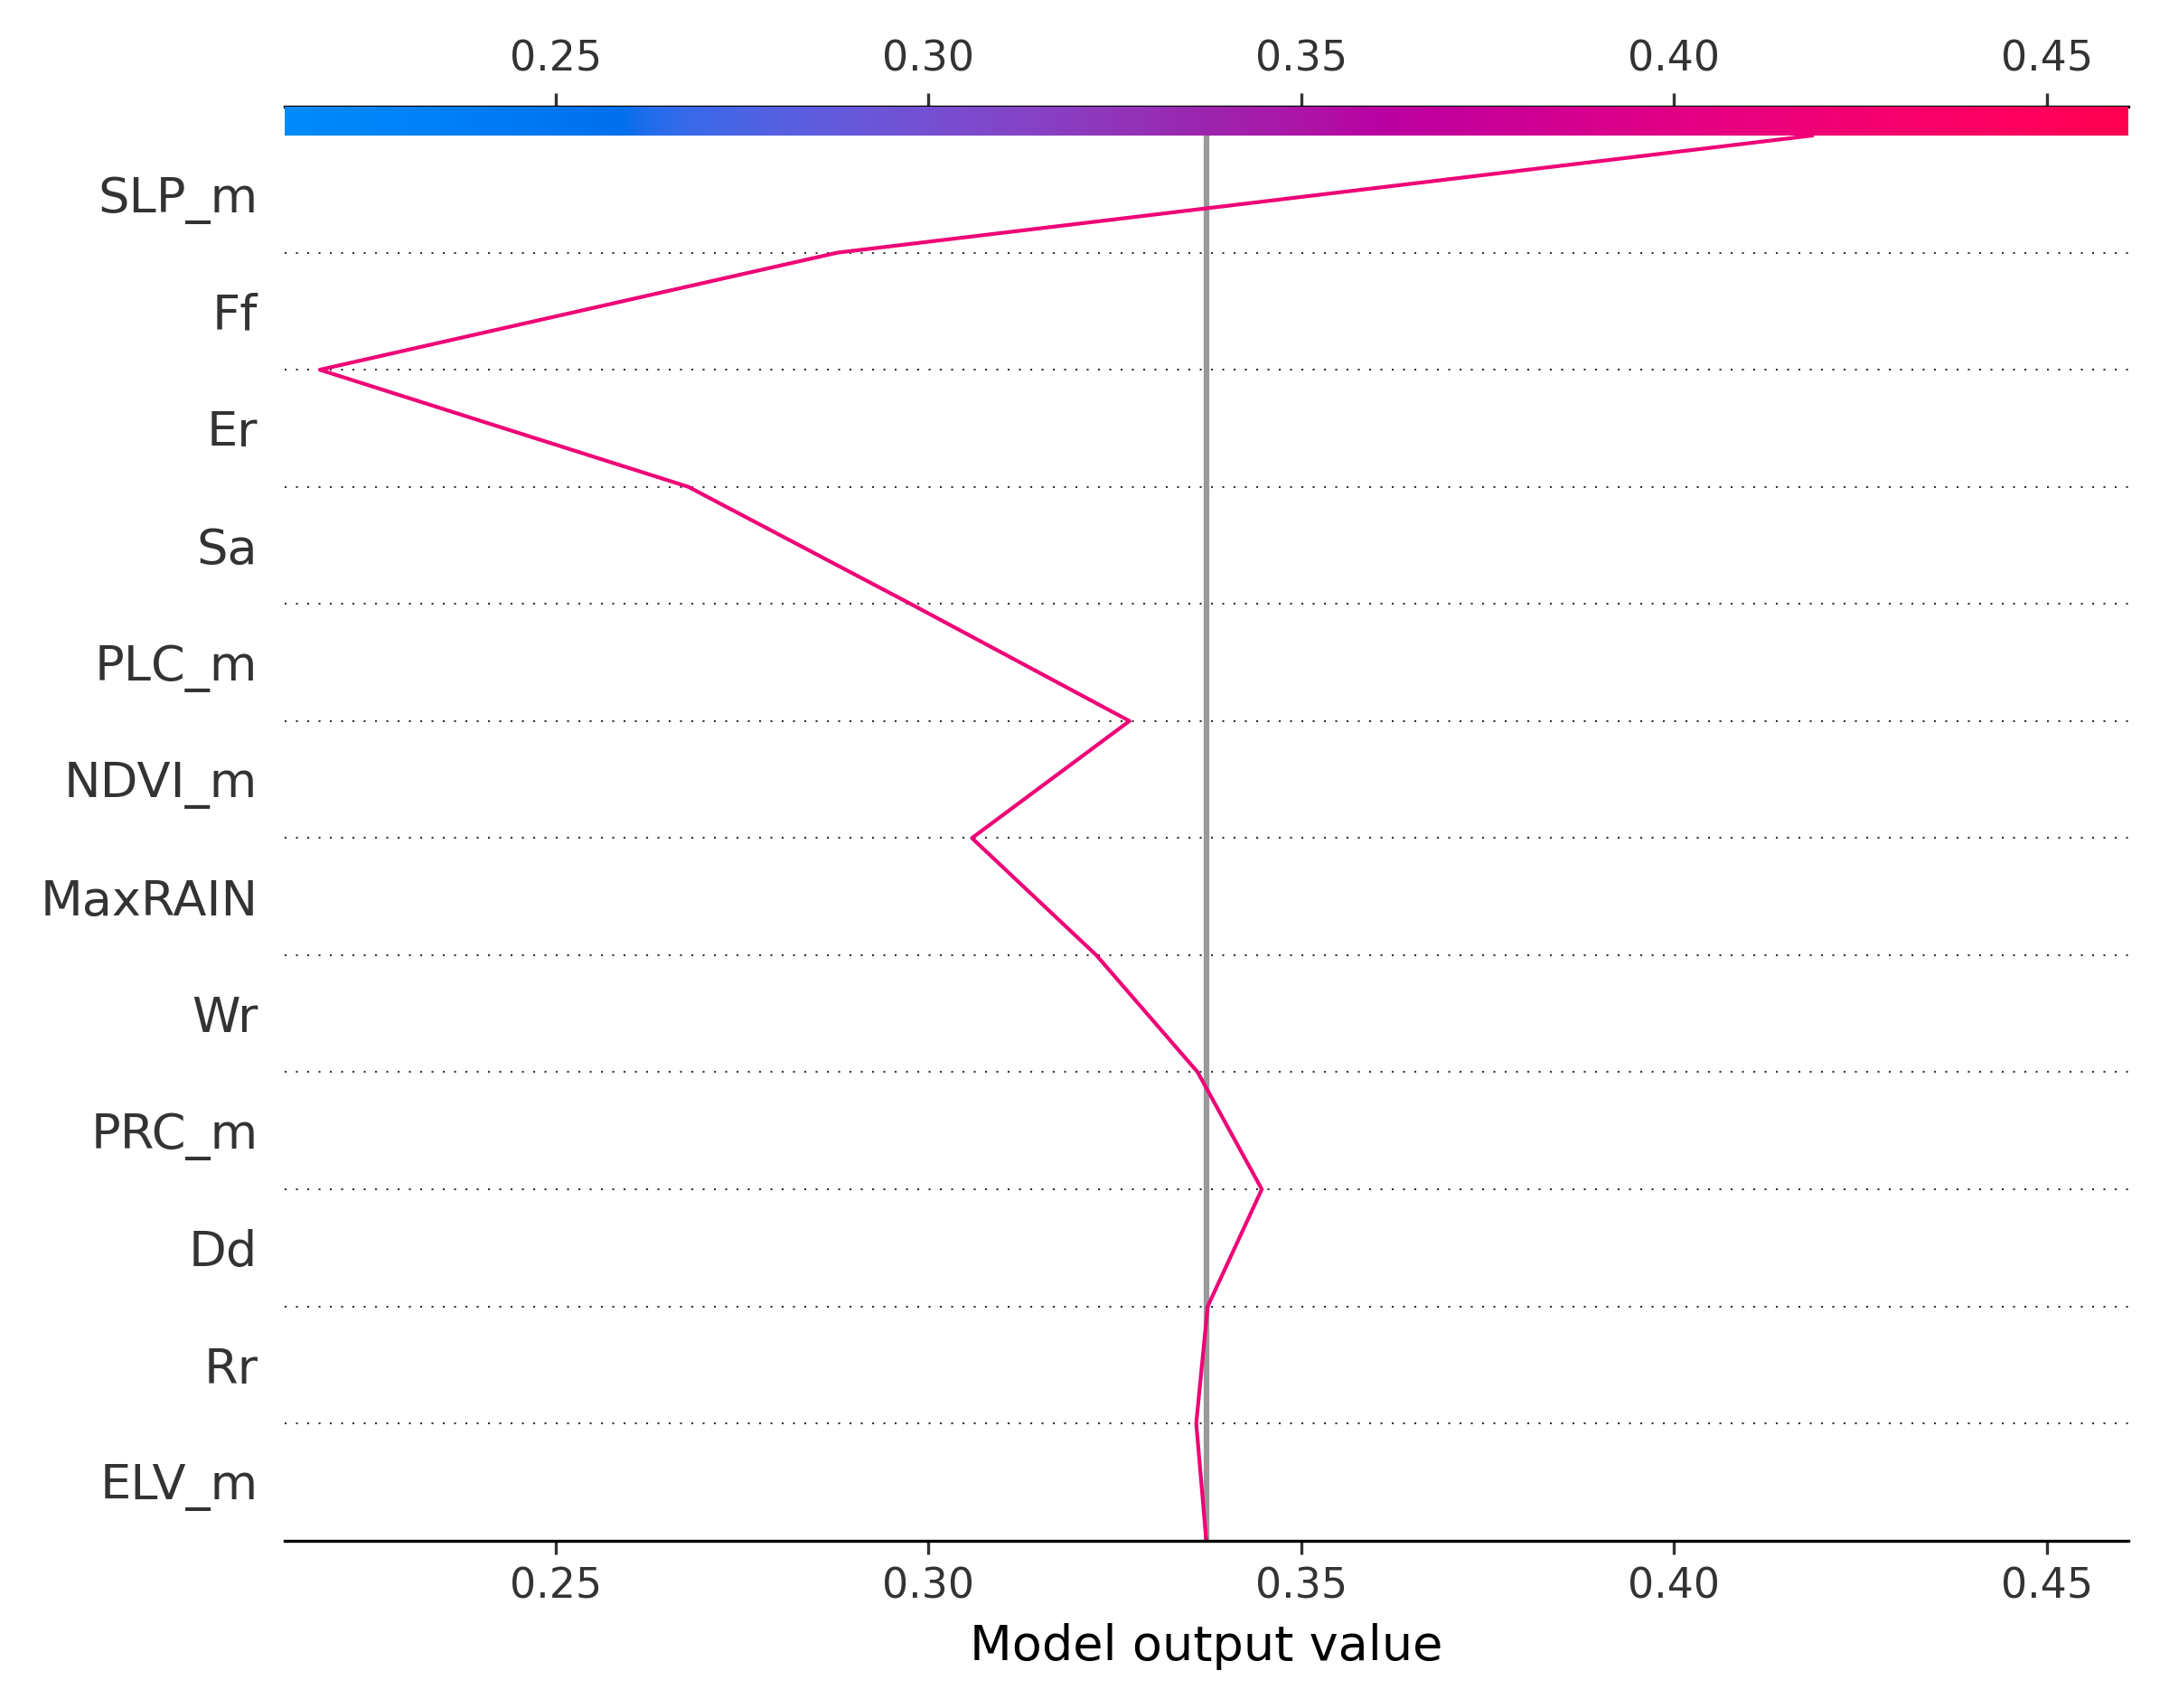 0.25 0.30 0.35 0.40 0.45
SLP_m
Ff
Er
Sa
PLC_m
NDVI_m
MaxRAIN
Wr
PRC_m
Dd
Rr
ELV_m
0.25 0.30 0.35 0.40 0.45
Model output value